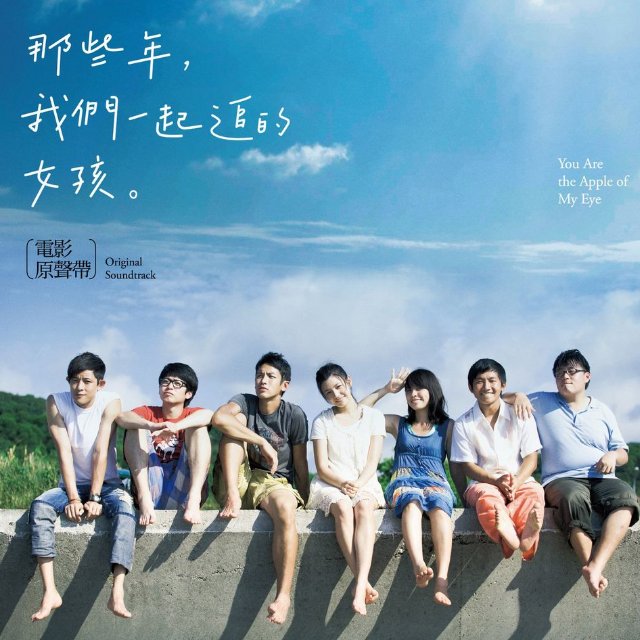 那些年，
我們一起追的
女孩。
You Are
the Apple of
My Eye
電影
原聲帶
Original
Soundtrack